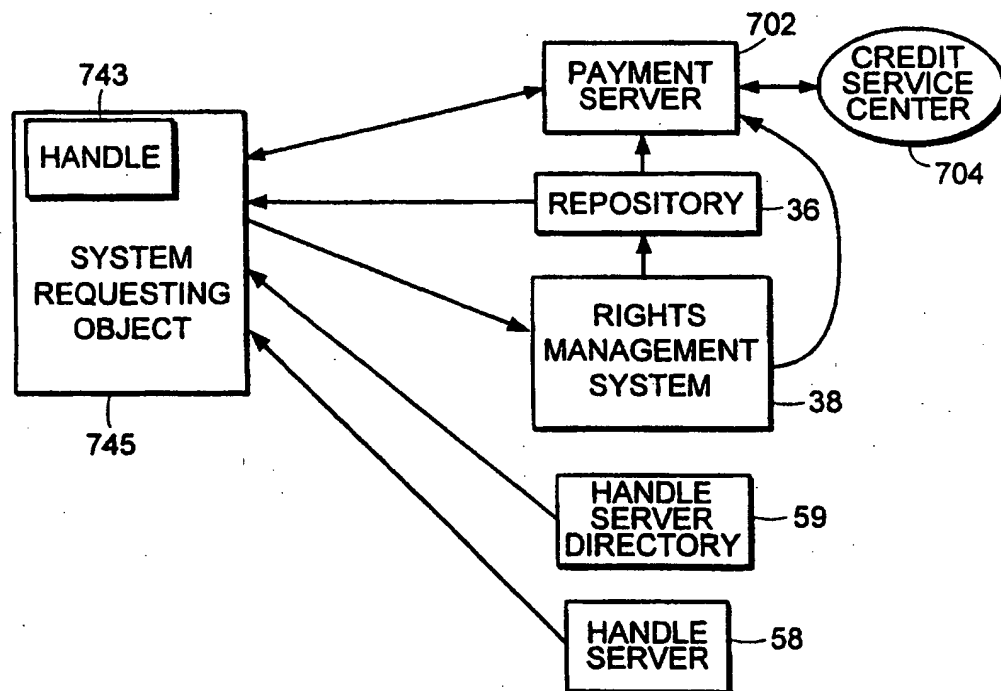 702
743
PAYMENT
SERVER
CREDIT
SERVICE
CENTER
704
HANDLE
REPOSITORY
36
SYSTEM
REQUESTING
OBJECT
745
RIGHTS
MANAGEMENT
SYSTEM
38
HANDLE
SERVER
DIRECTORY
59
HANDLE
SERVER
58